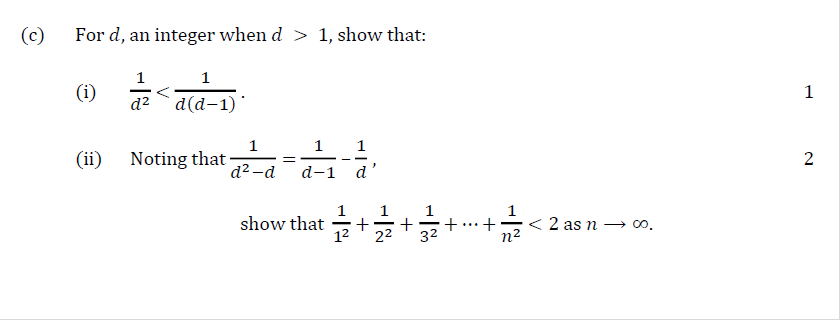 (c) For d, an integer when d > 1, show that:
(i) 1/d² < 1/d(d−1) . 1
(ii) Noting that 1/d²−d = 1/d−1 − 1/d , 2
show that 1/1² + 1/2² + 1/3² + ⋯ + 1/n² < 2 as n → ∞.